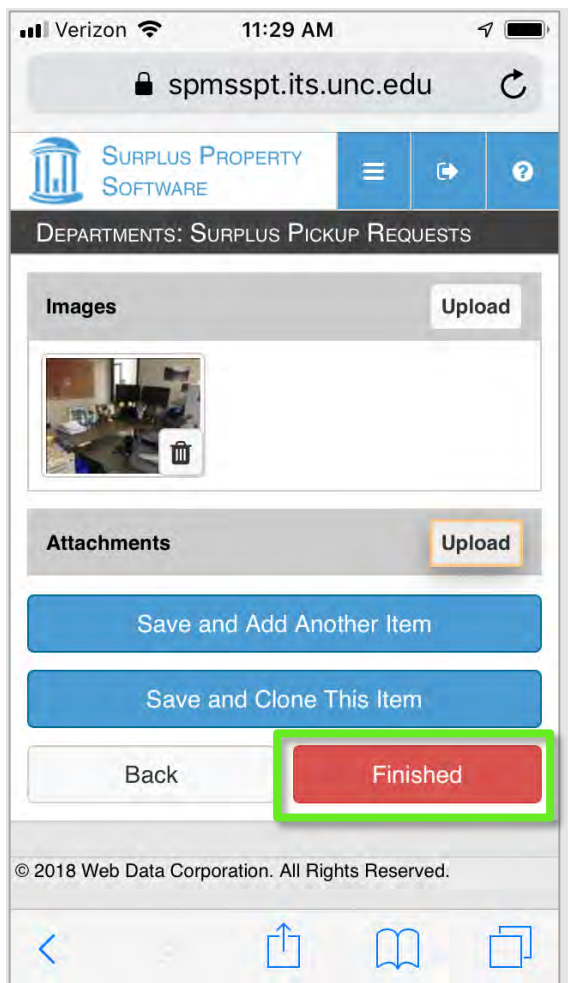 Verizon 11:29 AM
spmsspt.its.unc.edu
SURPLUS PROPERTY
SOFTWARE
DEPARTMENTS: SURPLUS PICKUP REQUESTS
Images Upload
Attachments Upload
Save and Add Another Item
Save and Clone This Item
Back Finished
© 2018 Web Data Corporation. All Rights Reserved.